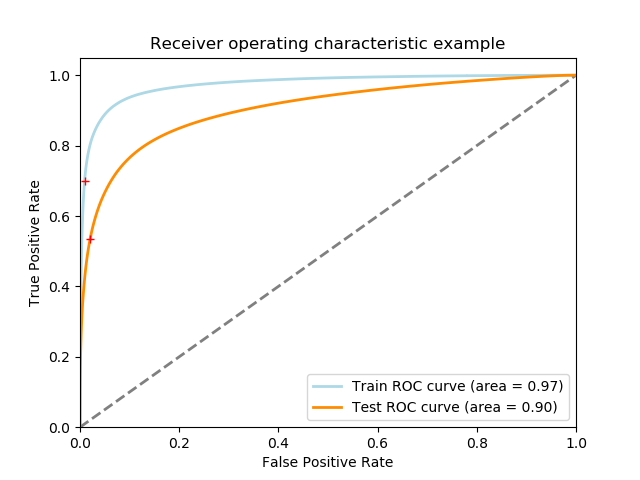 Receiver operating characteristic example
1.0
0.8
0.6
0.4
0.2
0.0
True Positive Rate
Train ROC curve (area = 0.97)
Test ROC curve (area = 0.90)
0.0 0.2 0.4 0.6 0.8 1.0
False Positive Rate